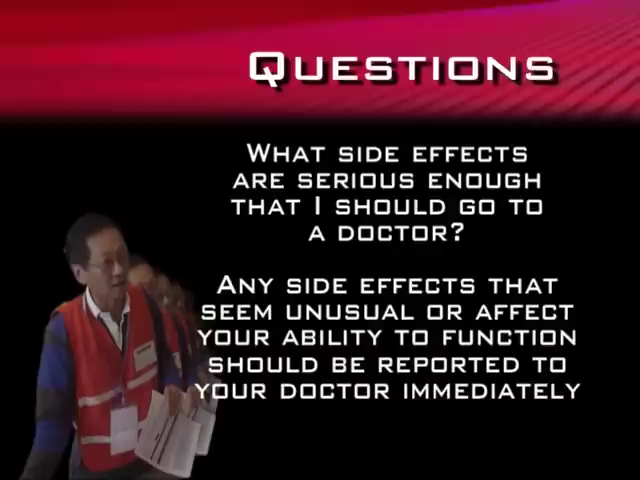 QUESTIONS
WHAT SIDE EFFECTS
ARE SERIOUS ENOUGH
THAT I SHOULD GO TO
A DOCTOR?
ANY SIDE EFFECTS THAT
SEEM UNUSUAL OR AFFECT
YOUR ABILITY TO FUNCTION
SHOULD BE REPORTED TO
YOUR DOCTOR IMMEDIATELY